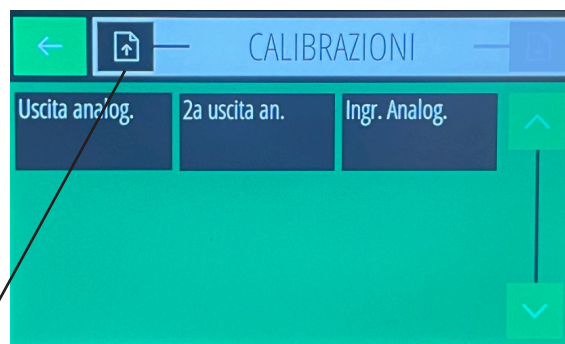 CALIBRAZIONI
Uscita analog.
2a uscita an.
Ingr. Analog.